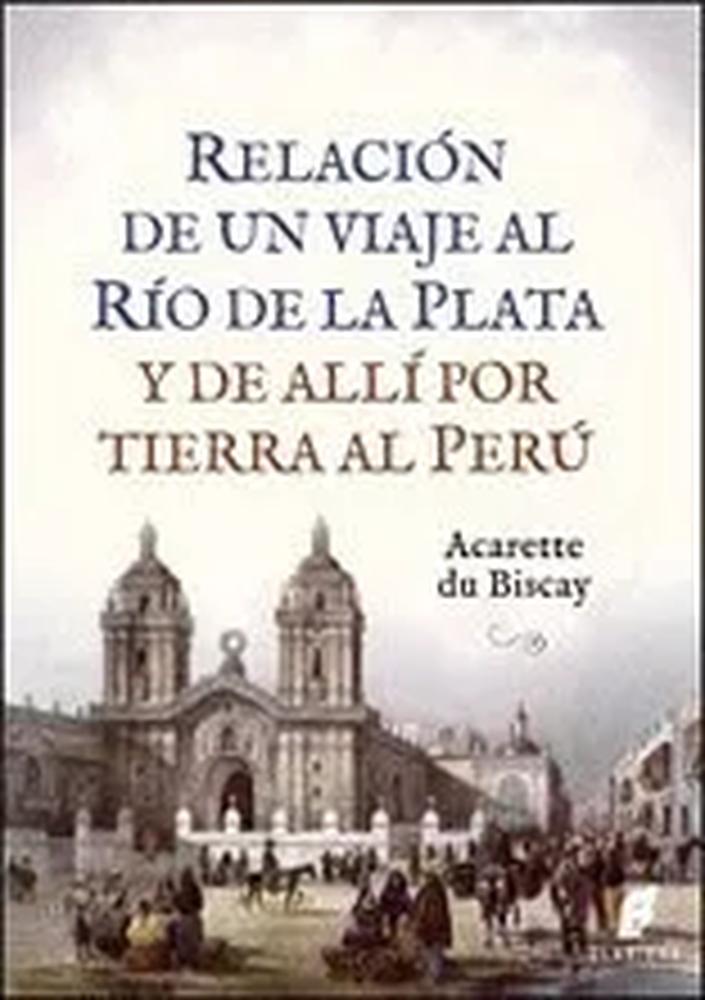 RELACIÓN
DE UN VIAJE AL
RÍO DE LA PLATA
Y DE ALLÍ POR
TIERRA AL PERÚ
Acarette
du Biscay